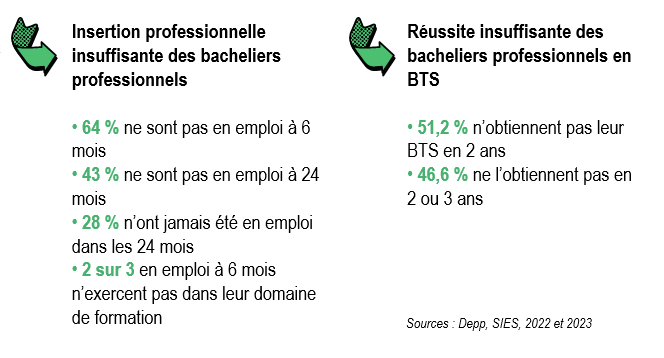 Insertion professionnelle
insuffisante des bacheliers
professionnels
• 64 % ne sont pas en emploi à 6
mois
• 43 % ne sont pas en emploi à 24
mois
• 28 % n’ont jamais été en emploi
dans les 24 mois
• 2 sur 3 en emploi à 6 mois
n’exercent pas dans leur domaine
de formation
Réussite insuffisante des
bacheliers professionnels en
BTS
• 51,2 % n’obtiennent pas leur
BTS en 2 ans
• 46,6 % ne l’obtiennent pas en
2 ou 3 ans
Sources : Depp, SIES, 2022 et 2023